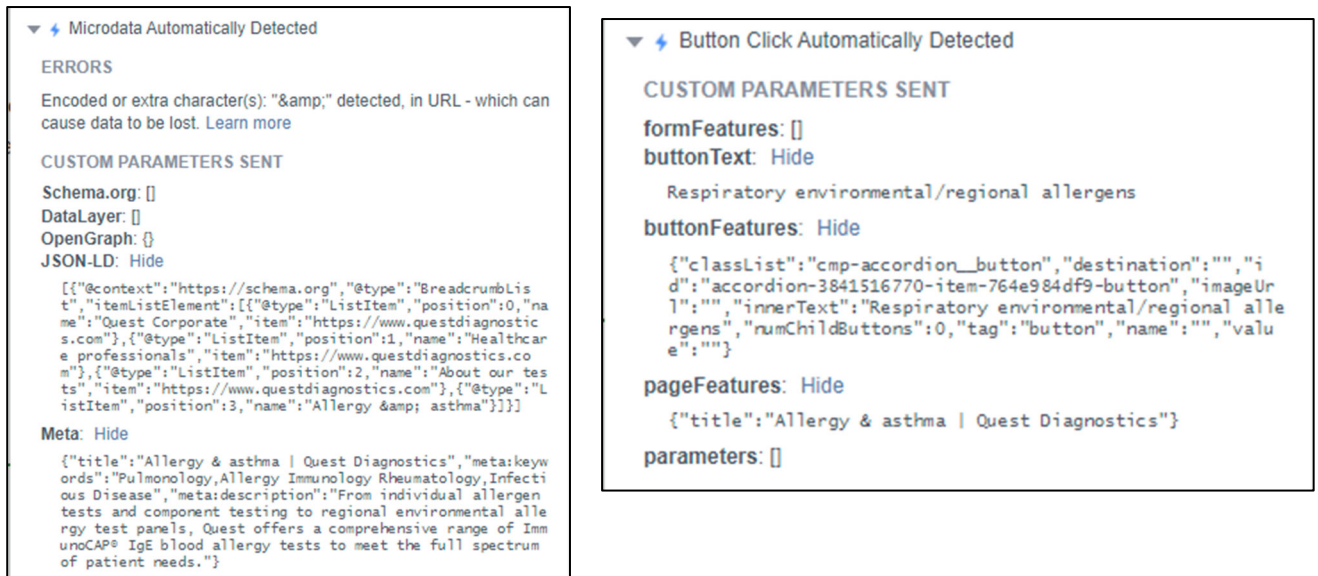 Microdata Automatically Detected
ERRORS
Encoded or extra character(s): "&amp;" detected, in URL - which can
cause data to be lost. Learn more
CUSTOM PARAMETERS SENT
Schema.org: []
DataLayer: []
OpenGraph: {}
JSON-LD: Hide
[{"@context":"https://schema.org","@type":"BreadcrumbLis
t","itemListElement":[{"@type":"ListItem","position":0,"na
me":"Quest Corporate","item":"https://www.questdiagnostic
s.com"},{"@type":"ListItem","position":1,"name":"Healthcar
e professionals","item":"https://www.questdiagnostics.co
m"},{"@type":"ListItem","position":2,"name":"About our tes
ts","item":"https://www.questdiagnostics.com"},{"@type":"L
istItem","position":3,"name":"Allergy &amp; asthma"}]}]
Meta: Hide
{"title":"Allergy & asthma | Quest Diagnostics","meta:keyw
ords":"Pulmonology,Allergy Immunology Rheumatology,Infecti
ous Disease","meta:description":"From individual allergen
tests and component testing to regional environmental alle
rgy test panels, Quest offers a comprehensive range of Imm
unoCAP® IgE blood allergy tests to meet the full spectrum
of patient needs."}
Button Click Automatically Detected
CUSTOM PARAMETERS SENT
formFeatures: []
buttonText: Hide
Respiratory environmental/regional allergens
buttonFeatures: Hide
{"classList":"cmp-accordion__button","destination":"","i
d":"accordion-3841516770-item-764e984df9-button","imageUr
l":"","innerText":"Respiratory environmental/regional alle
rgens","numChildButtons":0,"tag":"button","name":"","valu
e":""}
pageFeatures: Hide
{"title":"Allergy & asthma | Quest Diagnostics"}
parameters: []